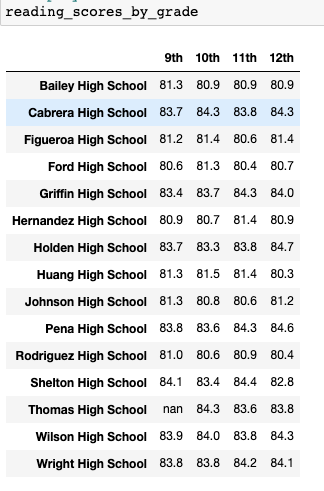 reading_scores_by_grade
9th 10th 11th 12th
Bailey High School 81.3 80.9 80.9 80.9
Cabrera High School 83.7 84.3 83.8 84.3
Figueroa High School 81.2 81.4 80.6 81.4
Ford High School 80.6 81.3 80.4 80.7
Griffin High School 83.4 83.7 84.3 84.0
Hernandez High School 80.9 80.7 81.4 80.9
Holden High School 83.7 83.3 83.8 84.7
Huang High School 81.3 81.5 81.4 80.3
Johnson High School 81.3 80.8 80.6 81.2
Pena High School 83.8 83.6 84.3 84.6
Rodriguez High School 81.0 80.6 80.9 80.4
Shelton High School 84.1 83.4 84.4 82.8
Thomas High School nan 84.3 83.6 83.8
Wilson High School 83.9 84.0 83.8 84.3
Wright High School 83.8 83.8 84.2 84.1